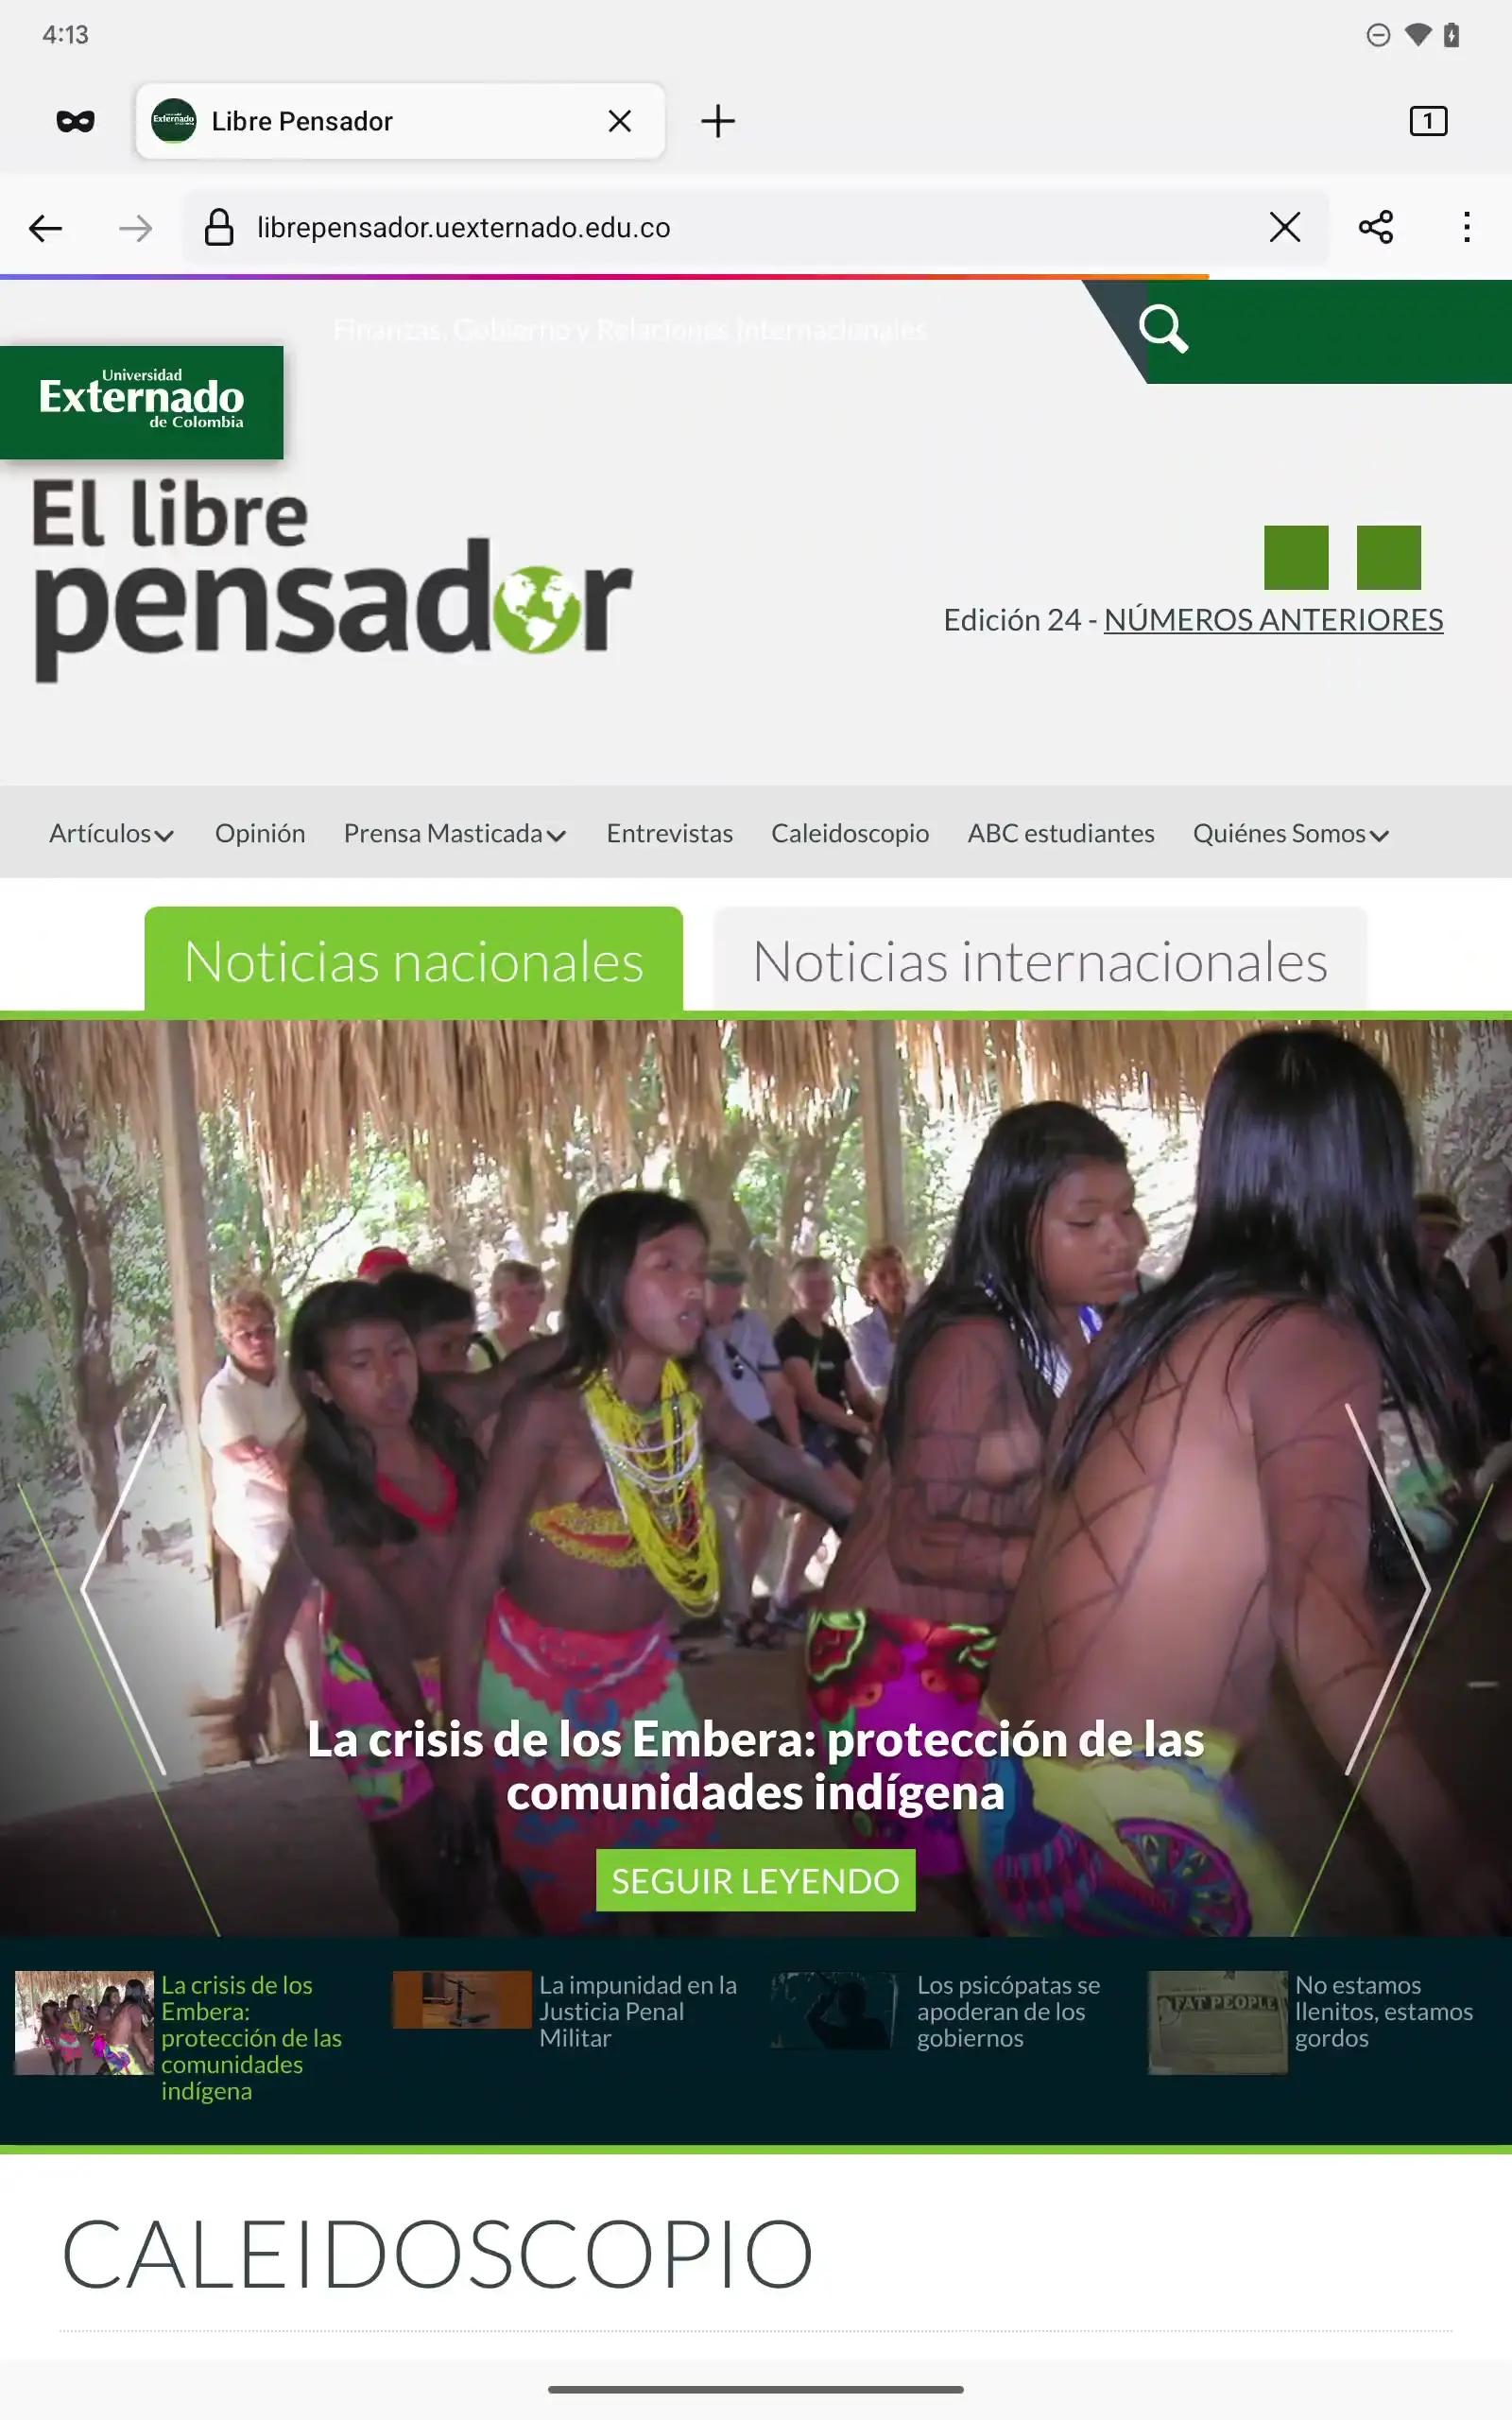 4:13
Externado
Libre Pensador
1
librepensador.uexternado.edu.co
Finanzas, Gobierno y Relaciones Internacionales
Universidad
Externado
de Colombia
El libre
pensador
Edición 24 - NÚMEROS ANTERIORES
Artículos Opinión Prensa Masticada Entrevistas Caleidoscopio ABC estudiantes Quiénes Somos
Noticias nacionales Noticias internacionales
La crisis de los Embera: protección de las
comunidades indígena
SEGUIR LEYENDO
La crisis de los
Embera:
protección de las
comunidades
indígena
La impunidad en la
Justicia Penal
Militar
Los psicópatas se
apoderan de los
gobiernos
FAT PEOPLE
No estamos
llenitos, estamos
gordos
CALEIDOSCOPIO